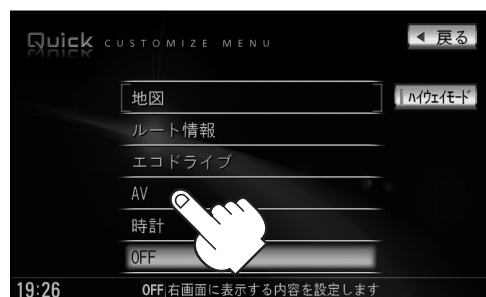 Quick CUSTOMIZE MENU
◀ 戻る
地図
ハイウェイモード
ルート情報
エコドライブ
AV
時計
OFF
19:26
OFF|右画面に表示する内容を設定します